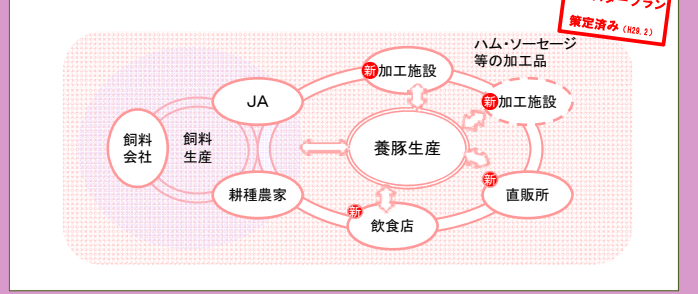 策定済み（H29.2）
ハム・ソーセージ
等の加工品
新
加工施設
新
加工施設
JA
飼料
会社
飼料
生産
養豚生産
耕種農家
新
直販所
新
飲食店